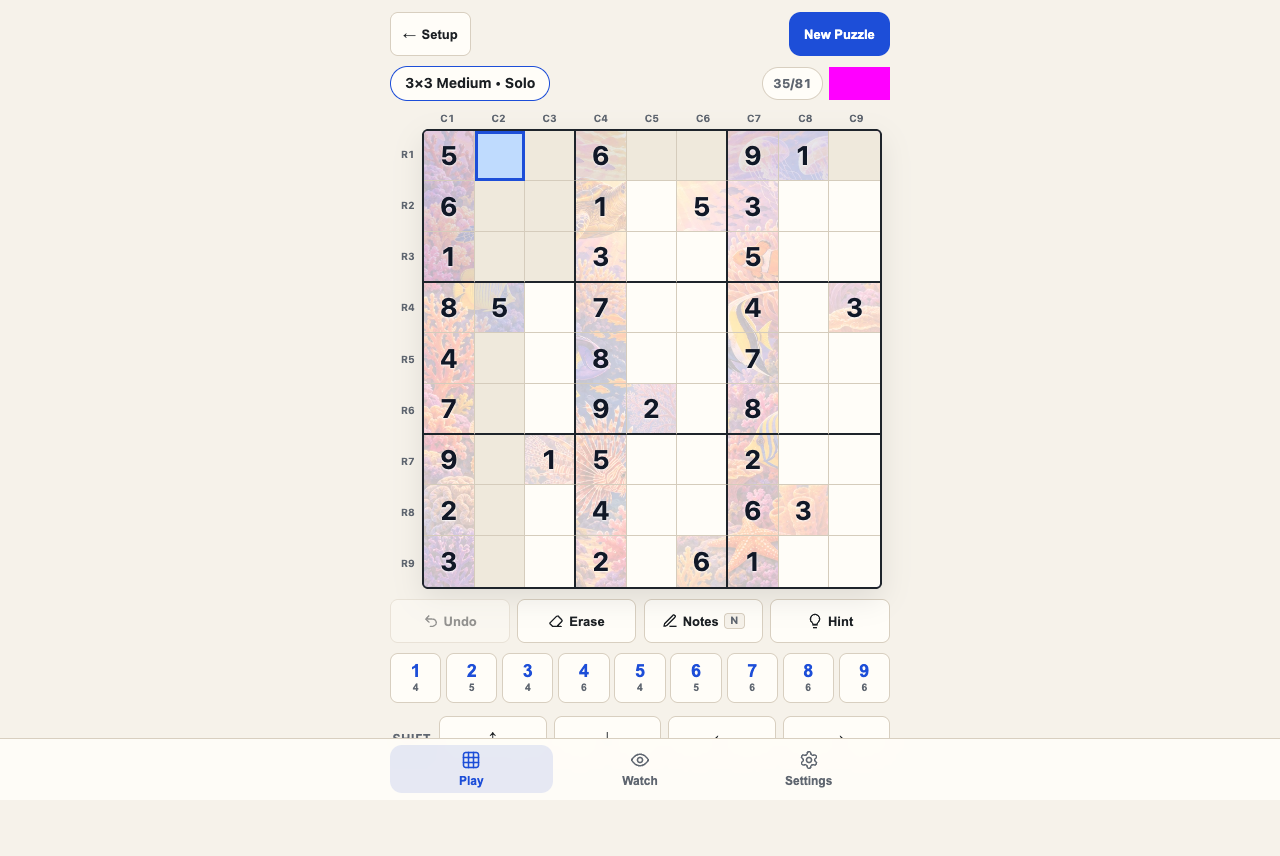 ← Setup
New Puzzle
3×3 Medium • Solo
35/81
C1 C2 C3 C4 C5 C6 C7 C8 C9
R1 5 6 9 1
R2 6 1 5 3
R3 1 3 5
R4 8 5 7 4 3
R5 4 8 7
R6 7 9 2 8
R7 9 1 5 2
R8 2 4 6 3
R9 3 2 6 1
Undo Erase Notes N Hint
1 2 3 4 5 6 7 8 9
4 5 4 6 4 5 6 6 6
SHIFT
Play Watch Settings